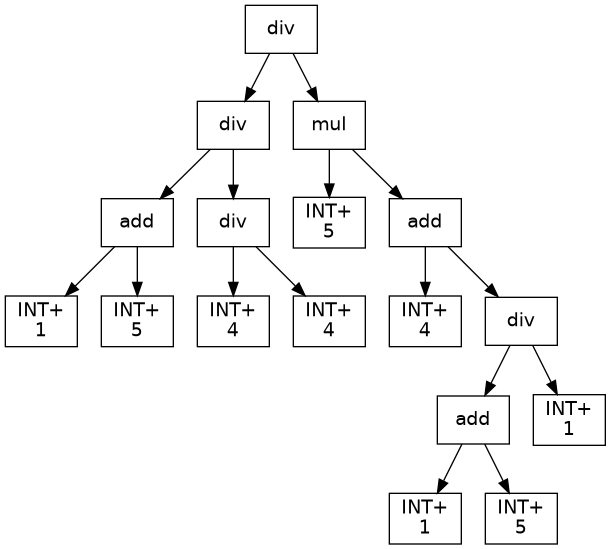 div
div
mul
add
div
INT+
5
add
INT+
1
INT+
5
INT+
4
INT+
4
INT+
4
div
add
INT+
1
INT+
1
INT+
5